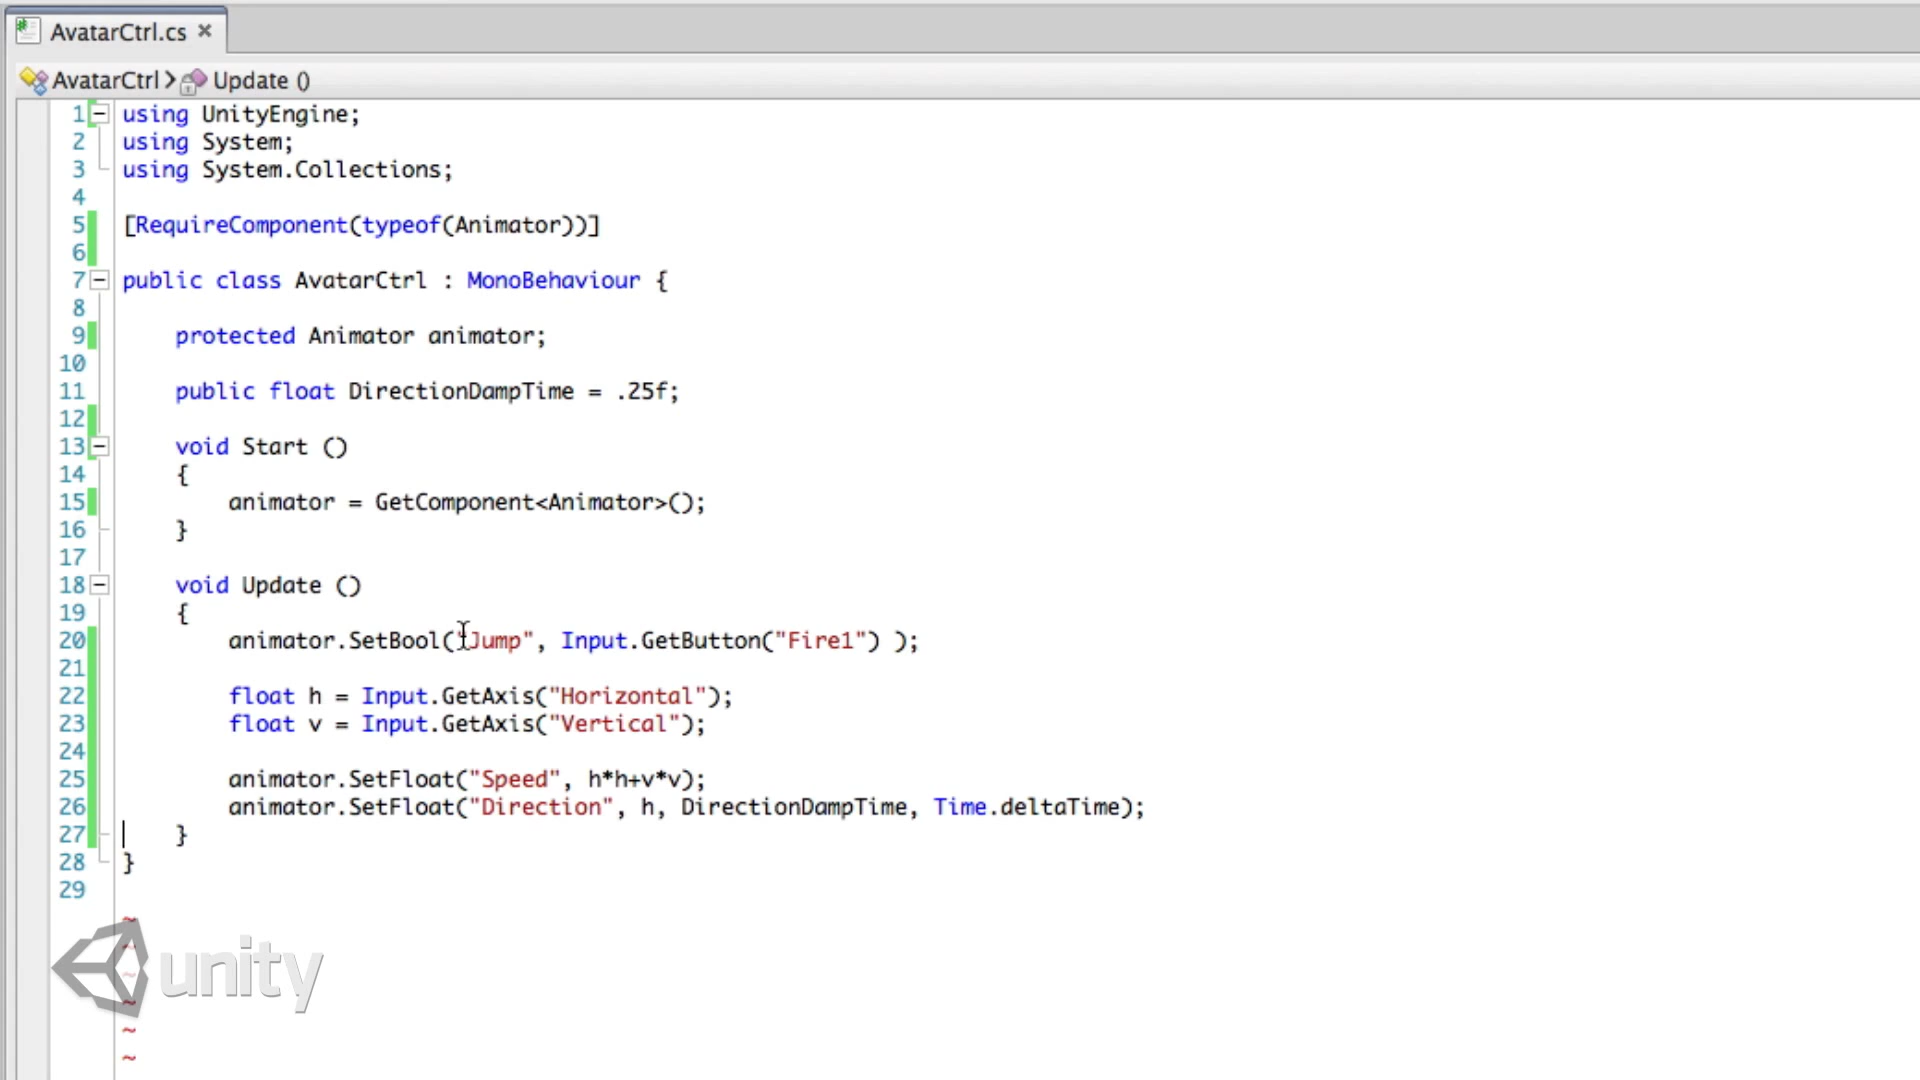 AvatarCtrl.cs ×
AvatarCtrl > Update ()
1 using UnityEngine;
2 using System;
3 using System.Collections;
4
5 [RequireComponent(typeof(Animator))]
6
7 public class AvatarCtrl : MonoBehaviour {
8
9 protected Animator animator;
10
11 public float DirectionDampTime = .25f;
12
13 void Start ()
14 {
15 animator = GetComponent<Animator>();
16 }
17
18 void Update ()
19 {
20 animator.SetBool("Jump", Input.GetButton("Fire1") );
21
22 float h = Input.GetAxis("Horizontal");
23 float v = Input.GetAxis("Vertical");
24
25 animator.SetFloat("Speed", h*h+v*v);
26 animator.SetFloat("Direction", h, DirectionDampTime, Time.deltaTime);
27 }
28 }
29
~
~
~
~
~
~
unity